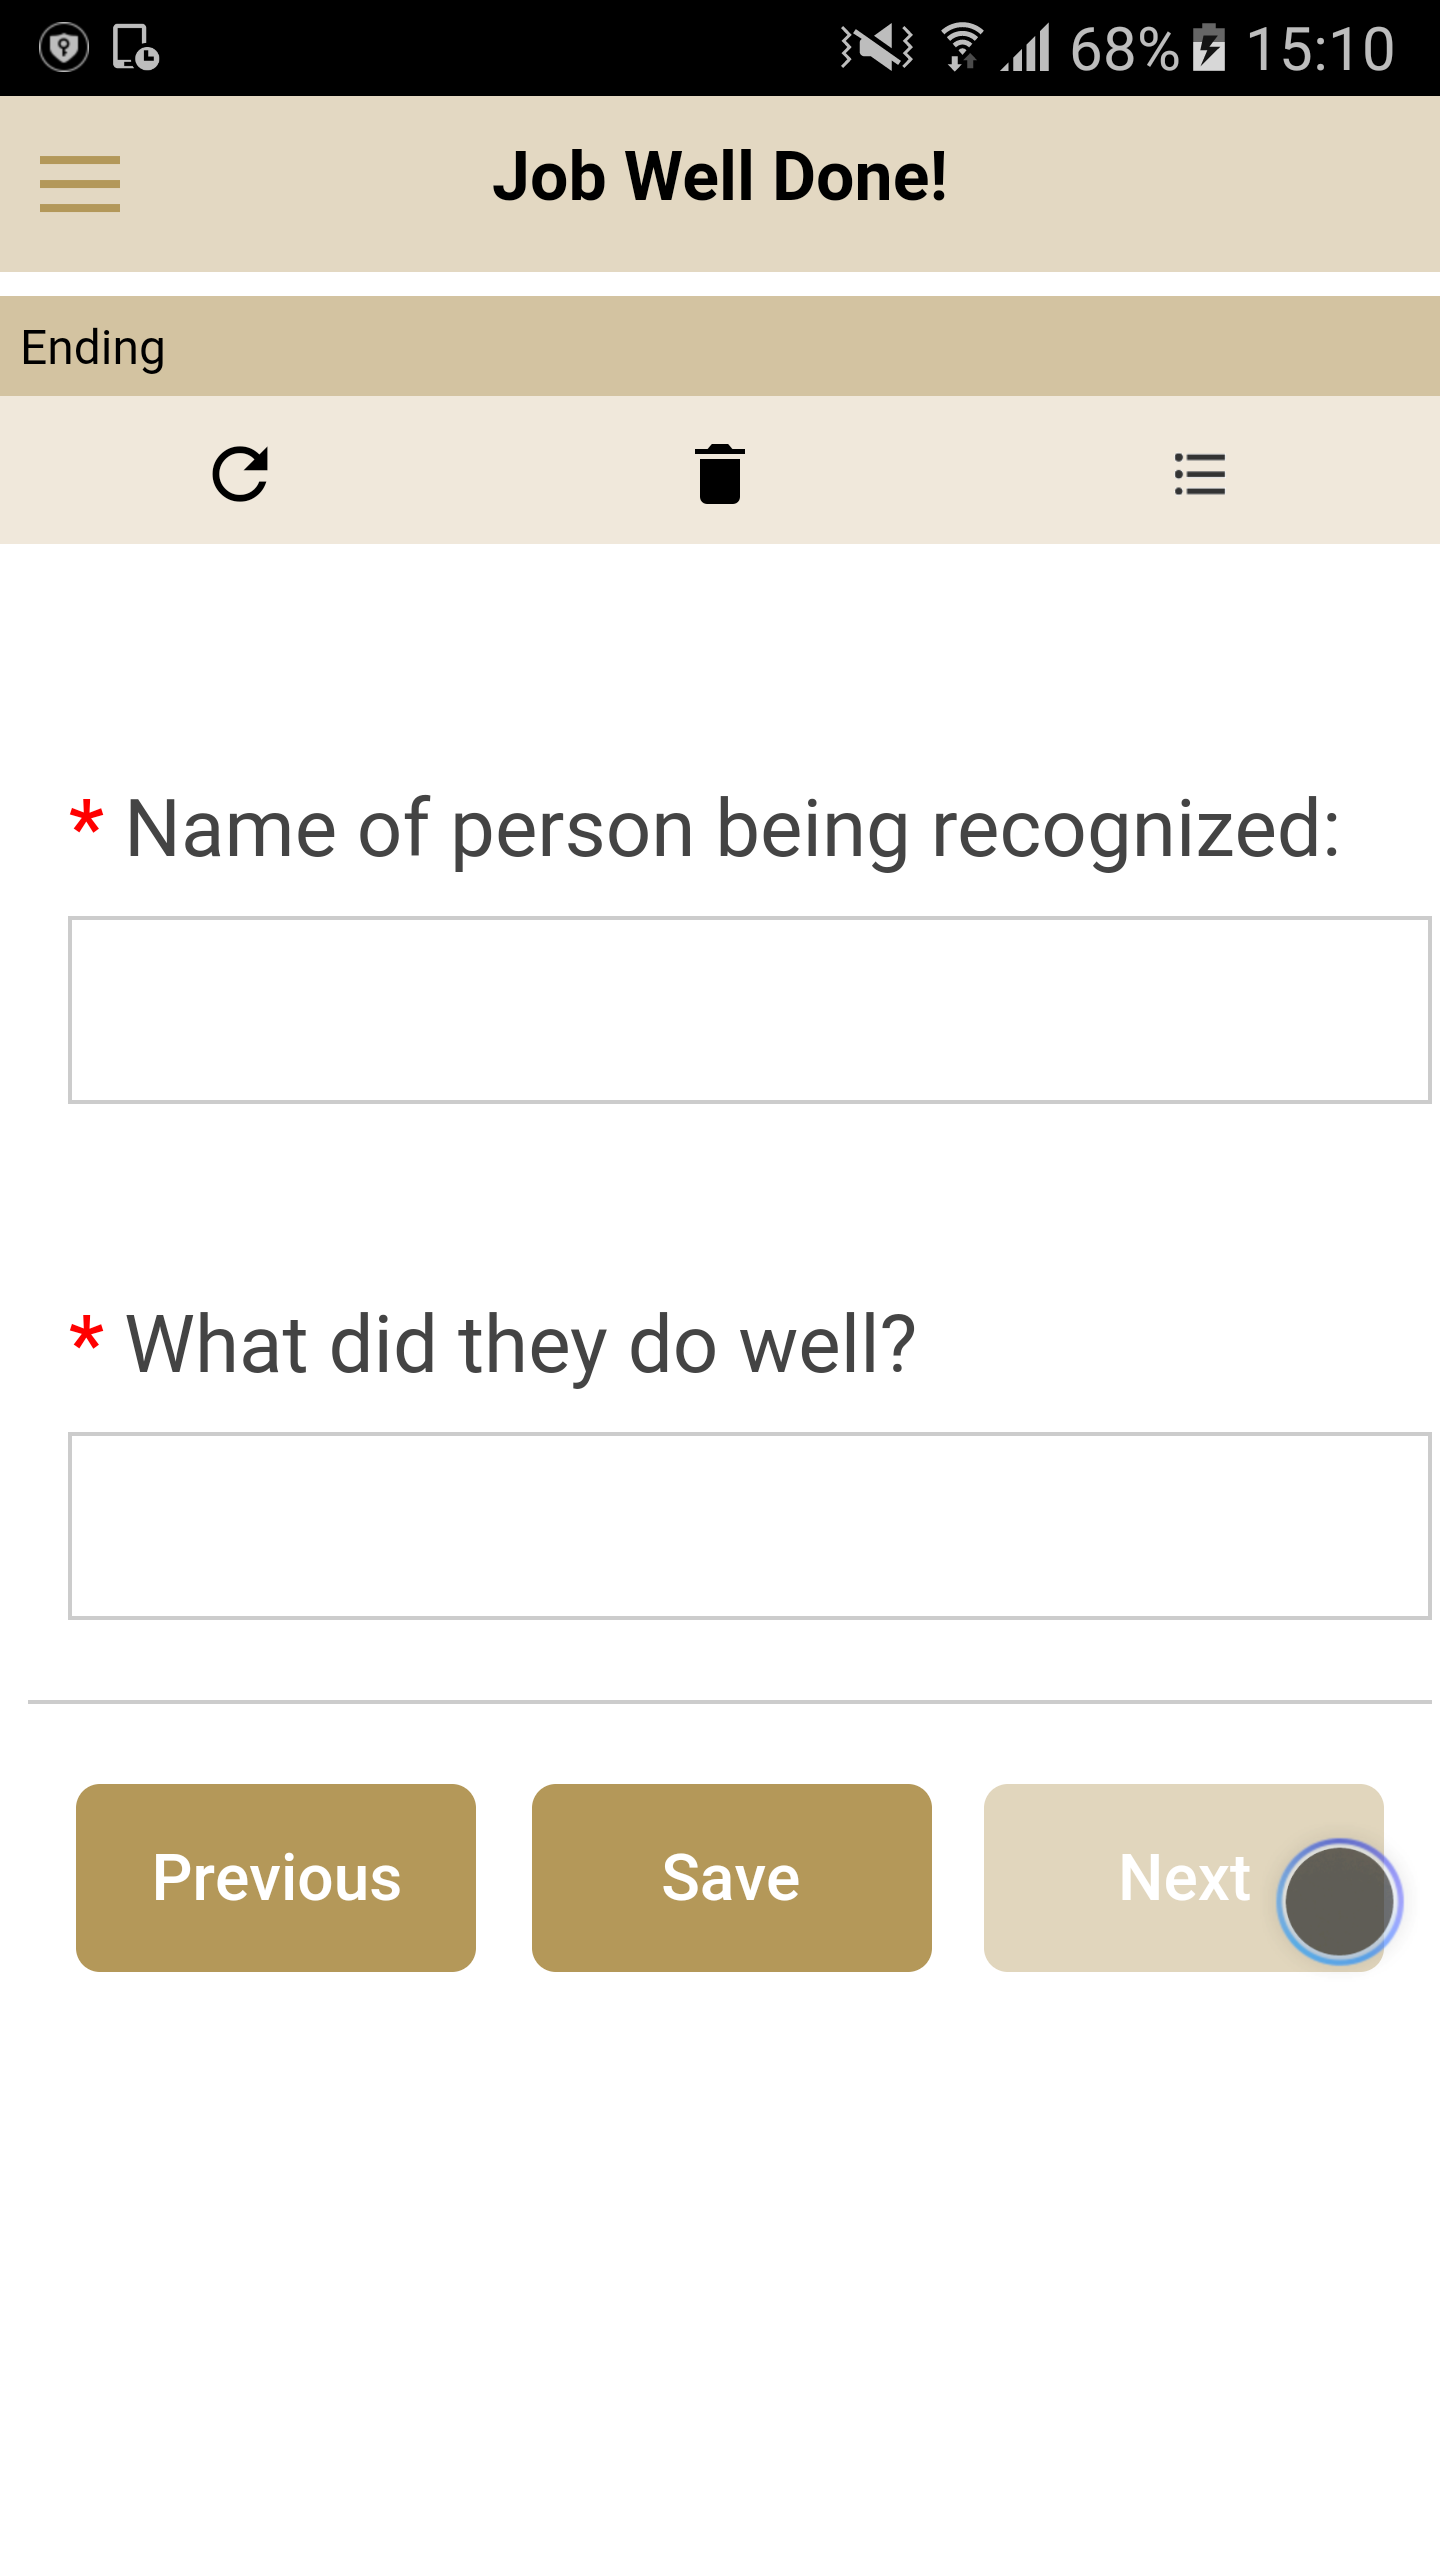 68% 15:10
Job Well Done!
Ending
* Name of person being recognized:
* What did they do well?
Previous Save Next